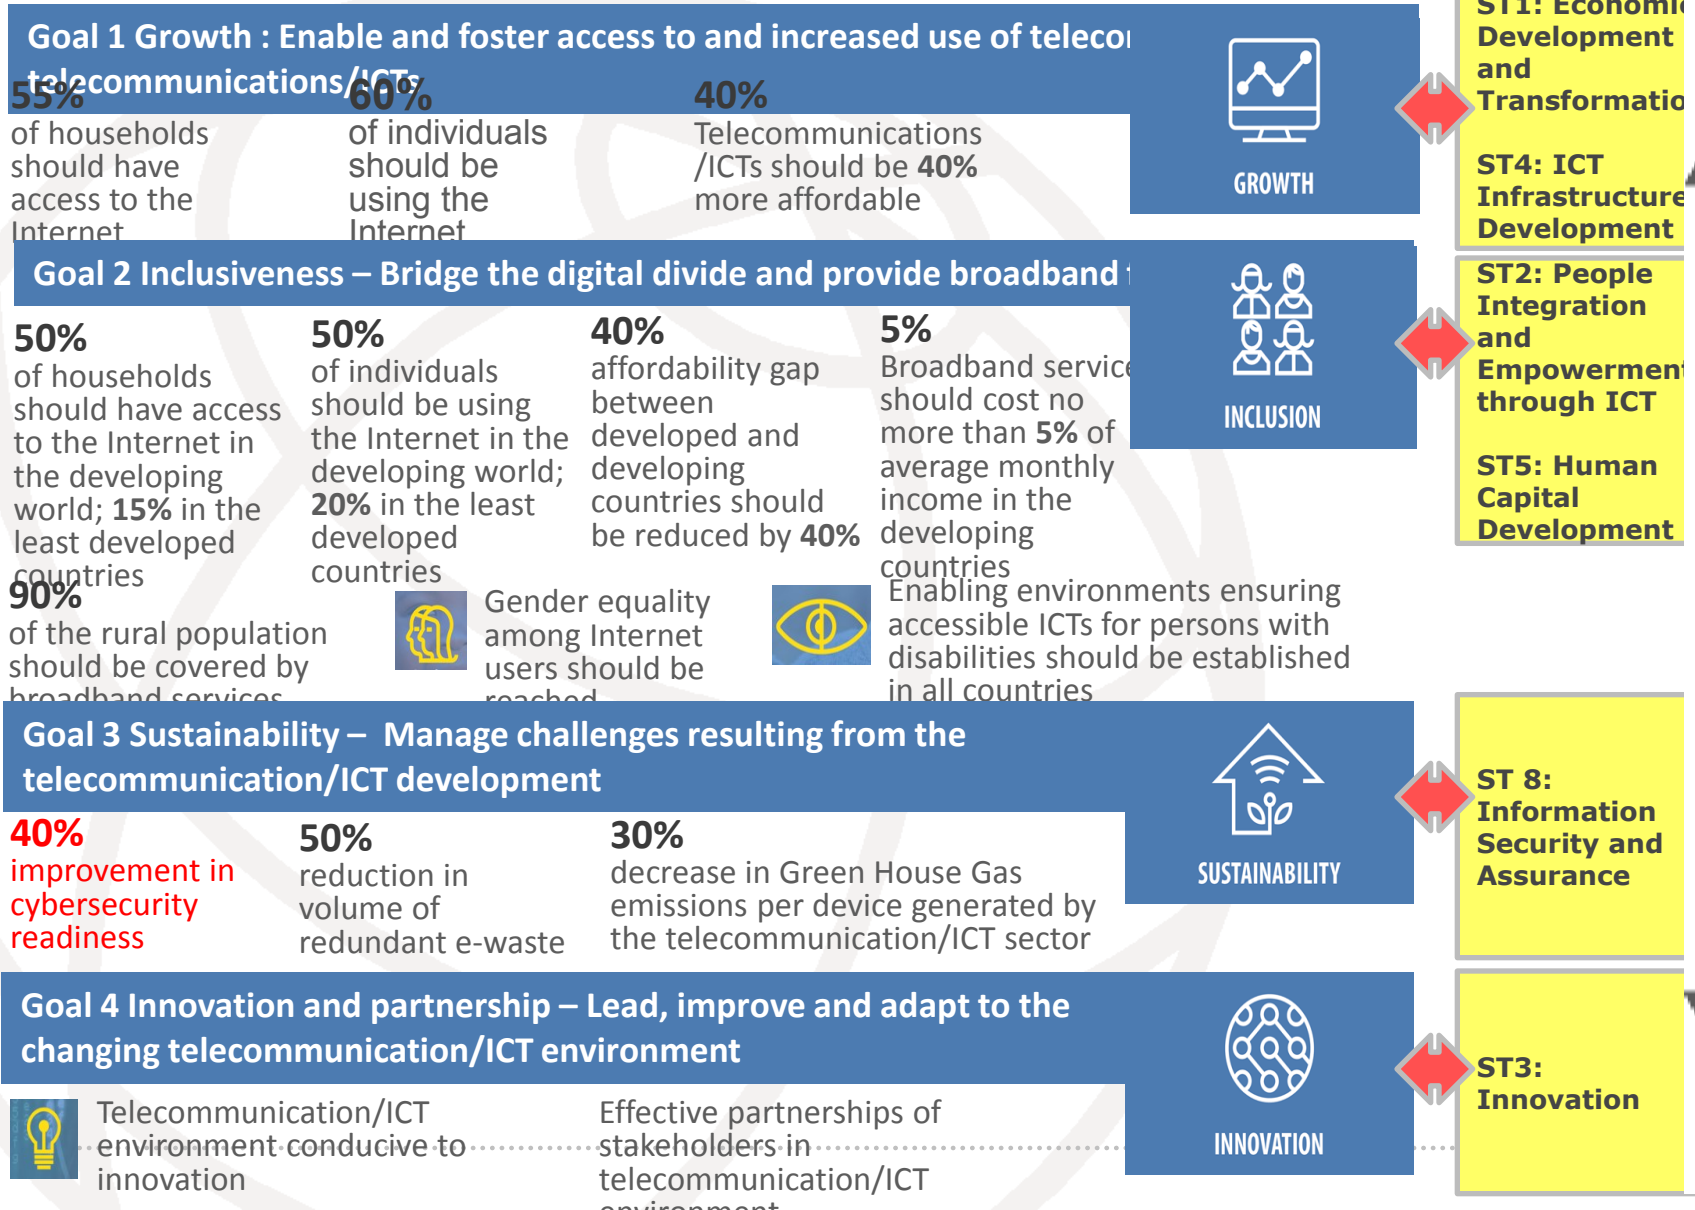 Goal 1 Growth : Enable and foster access to and increased use of
telecommunications/ICTs
55%
of households
should have
access to the
Internet
60%
of individuals
should be
using the
Internet
40%
Telecommunications
/ICTs should be 40%
more affordable
GROWTH
ST1: Economic
Development
and
Transformatio
ST4: ICT
Infrastructure
Development
Goal 2 Inclusiveness – Bridge the digital divide and provide broadband
50%
of households
should have access
to the Internet in
the developing
world; 15% in the
least developed
countries
50%
of individuals
should be using
the Internet in the
developing world;
20% in the least
developed
countries
40%
affordability gap
between
developed and
developing
countries should
be reduced by 40%
5%
Broadband service
should cost no
more than 5% of
average monthly
income in the
developing
countries
INCLUSION
ST2: People
Integration
and
Empowerment
through ICT
ST5: Human
Capital
Development
90%
of the rural population
should be covered by
broadband services
Gender equality
among Internet
users should be
reached
Enabling environments ensuring
accessible ICTs for persons with
disabilities should be established
in all countries
Goal 3 Sustainability – Manage challenges resulting from the
telecommunication/ICT development
40%
improvement in
cybersecurity
readiness
50%
reduction in
volume of
redundant e-waste
30%
decrease in Green House Gas
emissions per device generated by
the telecommunication/ICT sector
SUSTAINABILITY
ST 8:
Information
Security and
Assurance
Goal 4 Innovation and partnership – Lead, improve and adapt to the
changing telecommunication/ICT environment
Telecommunication/ICT
environment conducive to
innovation
Effective partnerships of
stakeholders in
telecommunication/ICT
environment
INNOVATION
ST3:
Innovation